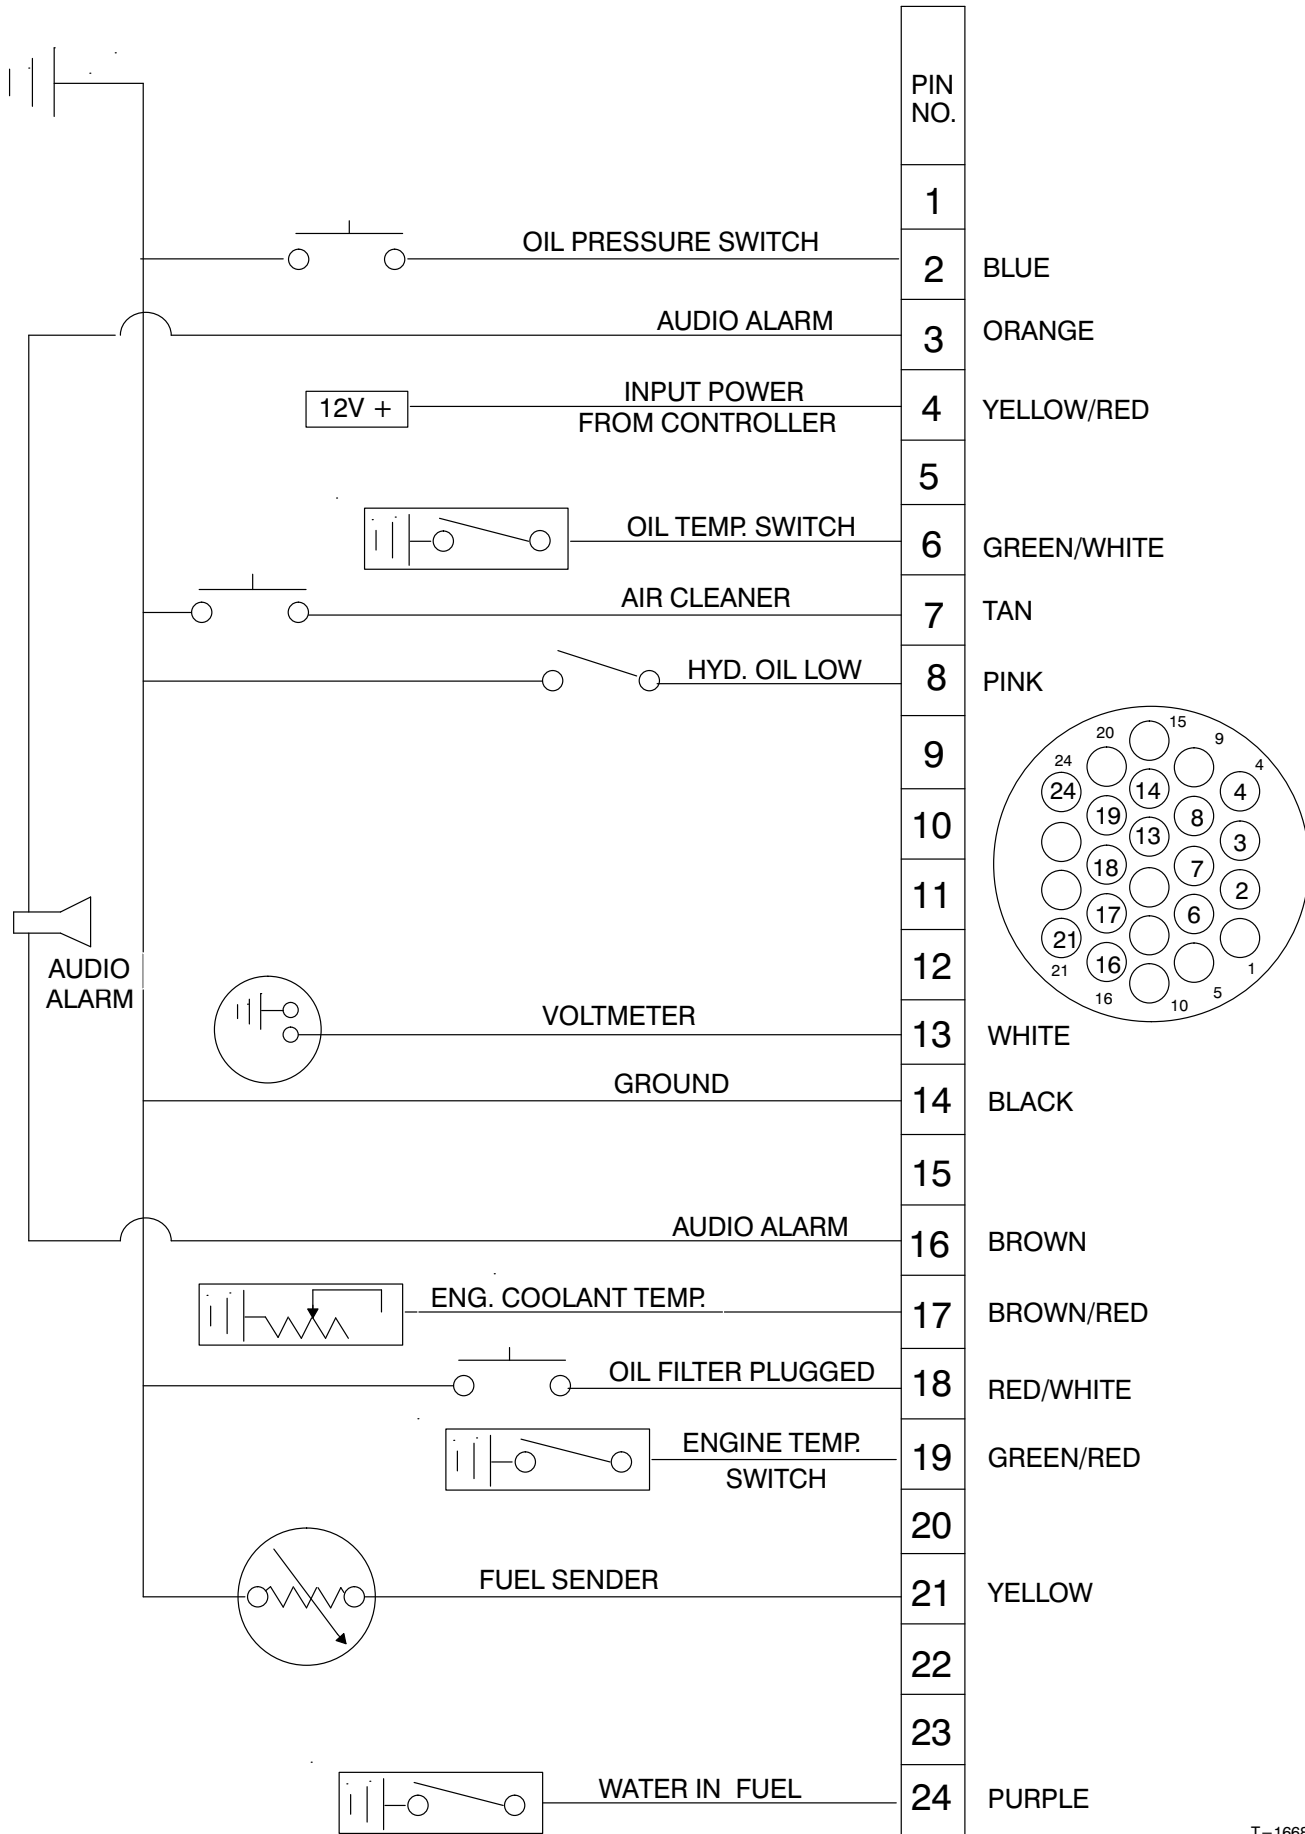 PIN
NO.
1
OIL PRESSURE SWITCH
2 BLUE
AUDIO ALARM
3 ORANGE
12V +
INPUT POWER
FROM CONTROLLER
4 YELLOW/RED
5
OIL TEMP. SWITCH
6 GREEN/WHITE
AIR CLEANER
7 TAN
HYD. OIL LOW
8 PINK
9
10
11
12
AUDIO
ALARM
VOLTMETER
13 WHITE
GROUND
14 BLACK
15
AUDIO ALARM
16 BROWN
ENG. COOLANT TEMP.
17 BROWN/RED
OIL FILTER PLUGGED
18 RED/WHITE
ENGINE TEMP.
SWITCH
19 GREEN/RED
20
FUEL SENDER
21 YELLOW
22
23
WATER IN FUEL
24 PURPLE
15
20 9
24 4
24 14 4
19 8
13 3
18 7
2
17 6
21
16
21 1
16 10 5
T-1668